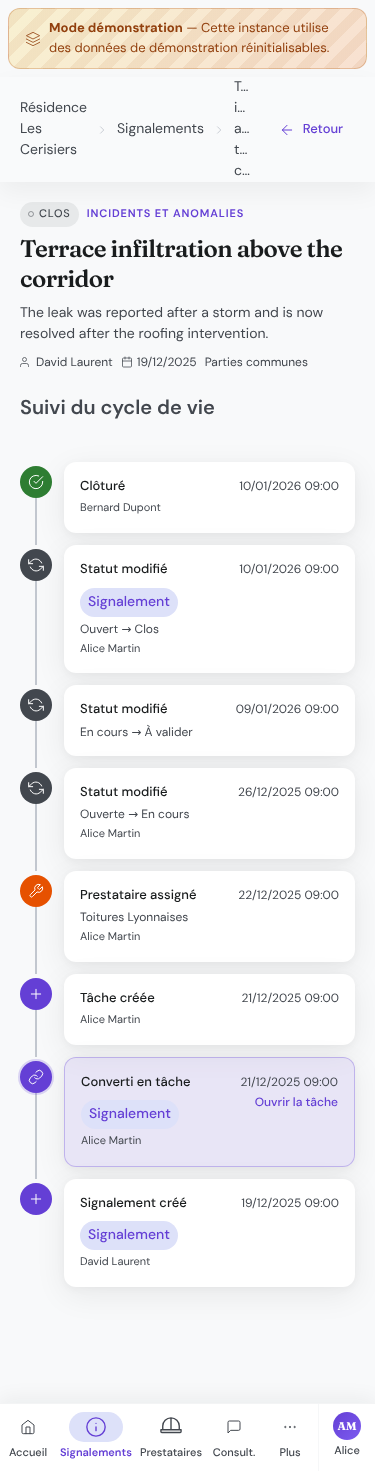 Mode démonstration — Cette instance utilise
des données de démonstration réinitialisables.
Résidence
Les
Cerisiers
Signalements
T…
i…
a…
t…
c…
Retour
CLOS
INCIDENTS ET ANOMALIES
Terrace infiltration above the
corridor
The leak was reported after a storm and is now
resolved after the roofing intervention.
David Laurent 19/12/2025 Parties communes
Suivi du cycle de vie
Clôturé 10/01/2026 09:00
Bernard Dupont
Statut modifié 10/01/2026 09:00
Signalement
Ouvert → Clos
Alice Martin
Statut modifié 09/01/2026 09:00
En cours → À valider
Statut modifié 26/12/2025 09:00
Ouverte → En cours
Alice Martin
Prestataire assigné 22/12/2025 09:00
Toitures Lyonnaises
Alice Martin
Tâche créée 21/12/2025 09:00
Alice Martin
Converti en tâche 21/12/2025 09:00
Ouvrir la tâche
Signalement
Alice Martin
Signalement créé 19/12/2025 09:00
Signalement
David Laurent
AM
Accueil Signalements Prestataires Consult. Plus Alice